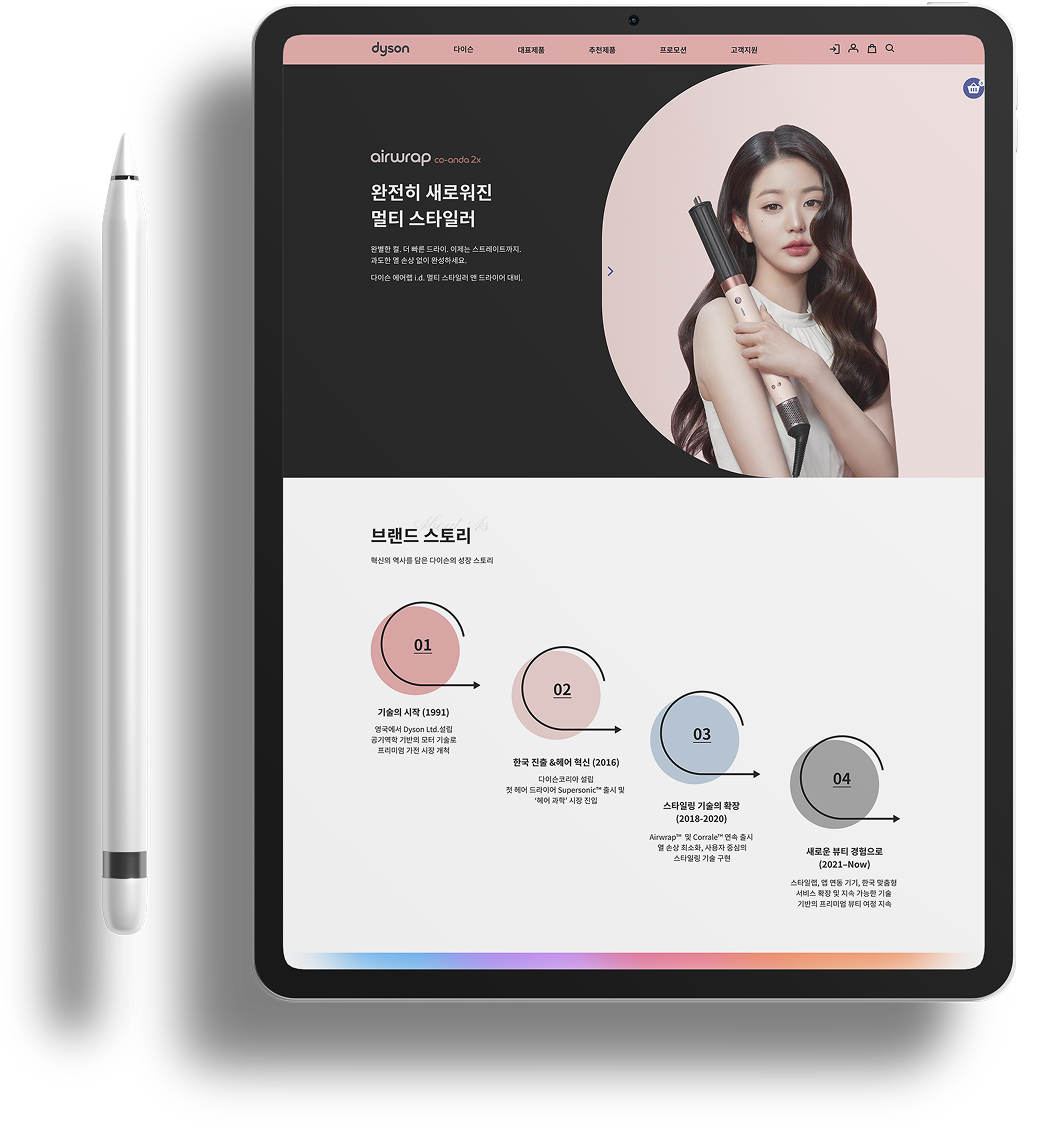 dyson
다이슨
대표제품
추천제품
프로모션
고객지원
airwrap co-anda 2x
완전히 새로워진
멀티 스타일러
완벽한 컬. 더 빠른 드라이. 이제는 스트레이트까지.
과도한 열 손상 없이 완성하세요.
다이슨 에어랩 i.d. 멀티 스타일러 앤 드라이어 대비.
브랜드 스토리
혁신의 역사를 담은 다이슨의 성장 스토리
01
기술의 시작 (1991)
영국에서 Dyson Ltd.설립
공기역학 기반의 모터 기술로
프리미엄 가전 시장 개척
02
한국 진출 &헤어 혁신 (2016)
다이슨코리아 설립
첫 헤어 드라이어 Supersonic™ 출시 및
‘헤어 과학’ 시장 진입
03
스타일링 기술의 확장
(2018-2020)
Airwrap™ 및 Corrale™ 연속 출시
열 손상 최소화, 사용자 중심의
스타일링 기술 구현
04
새로운 뷰티 경험으로
(2021–Now)
스타일랩, 앱 연동 기기, 한국 맞춤형
서비스 확장 및 지속 가능한 기술
기반의 프리미엄 뷰티 여정 지속